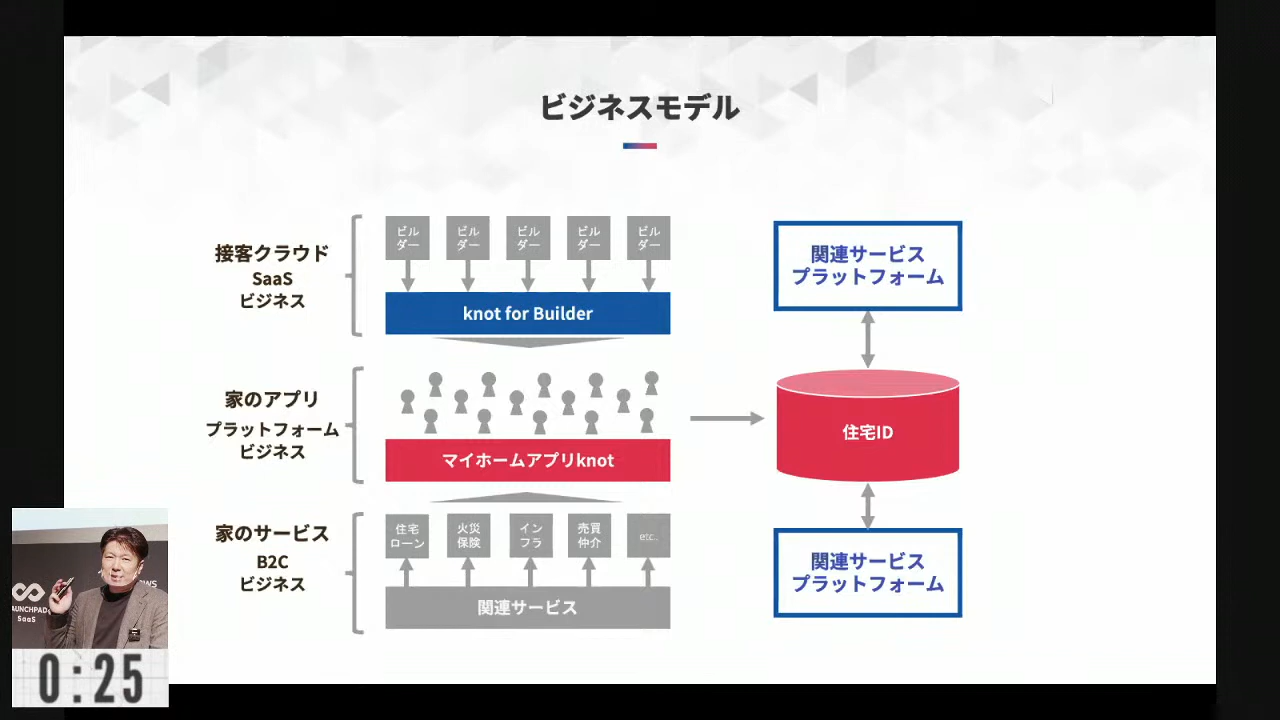 ビジネスモデル
接客クラウド
SaaS
ビジネス
ビル
ダー
ビル
ダー
ビル
ダー
ビル
ダー
ビル
ダー
knot for Builder
家のアプリ
プラットフォーム
ビジネス
マイホームアプリknot
家のサービス
B2C
ビジネス
住宅
ローン
火災
保険
イン
フラ
売買
仲介
etc.
関連サービス
関連サービス
プラットフォーム
住宅ID
関連サービス
プラットフォーム
AUNCHPAD
SaaS
WS
0:25